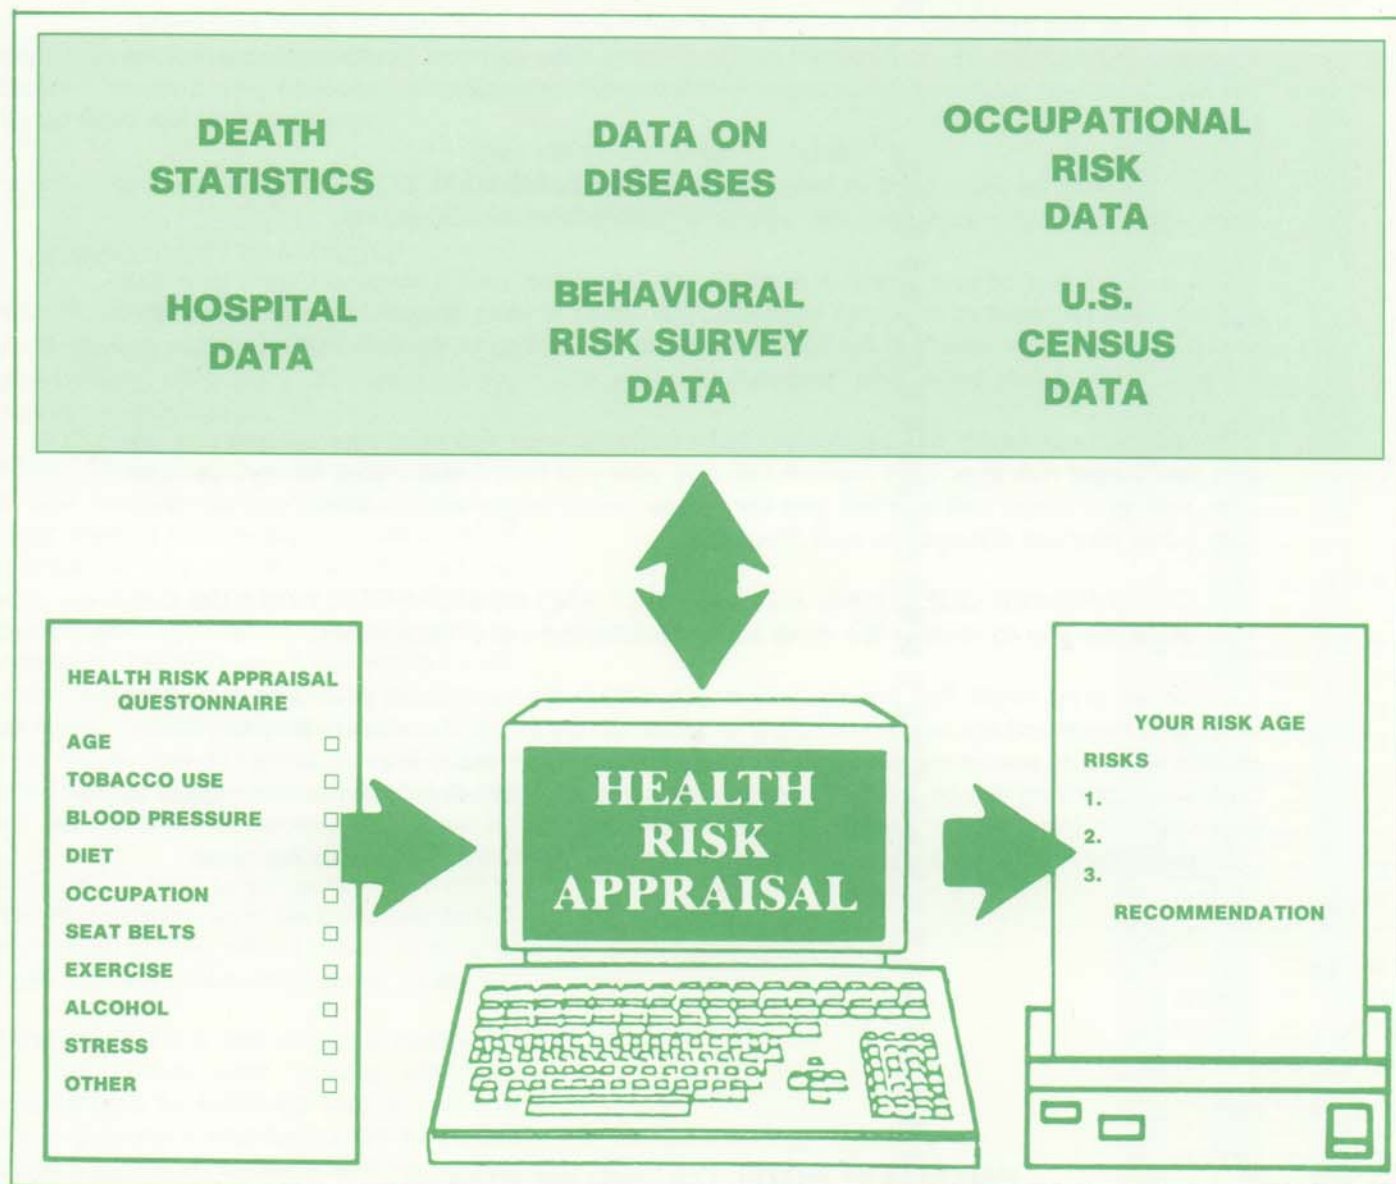 DEATH
STATISTICS
DATA ON
DISEASES
OCCUPATIONAL
RISK
DATA
HOSPITAL
DATA
BEHAVIORAL
RISK SURVEY
DATA
U.S.
CENSUS
DATA
HEALTH RISK APPRAISAL
QUESTONNAIRE
AGE
TOBACCO USE
BLOOD PRESSURE
DIET
OCCUPATION
SEAT BELTS
EXERCISE
ALCOHOL
STRESS
OTHER
HEALTH
RISK
APPRAISAL
YOUR RISK AGE
RISKS
1.
2.
3.
RECOMMENDATION